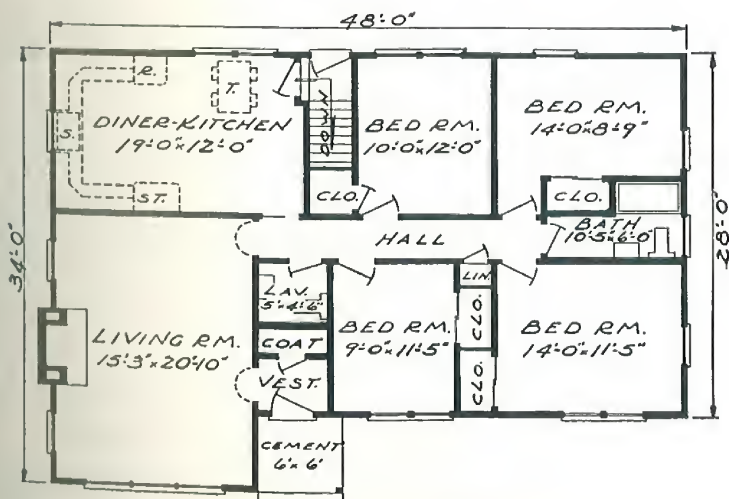 48'-0"
34'-0"
28'-0"
R.
S.
T.
ST.
DINER-KITCHEN
19'-0"x12'-0"
DOWN
CLO.
BED RM.
10'-0"x12'-0"
BED RM.
14'-0"x8'-9"
CLO.
BATH
10'-5"x6'-0"
HALL
LAV.
5'x4'-6"
COAT
VEST.
LIVING RM.
15'-3"x20'-10"
LIN.
CLO.
CLO.
BED RM.
9'-0"x11'-5"
BED RM.
14'-0"x11'-5"
CEMENT
6'x6'